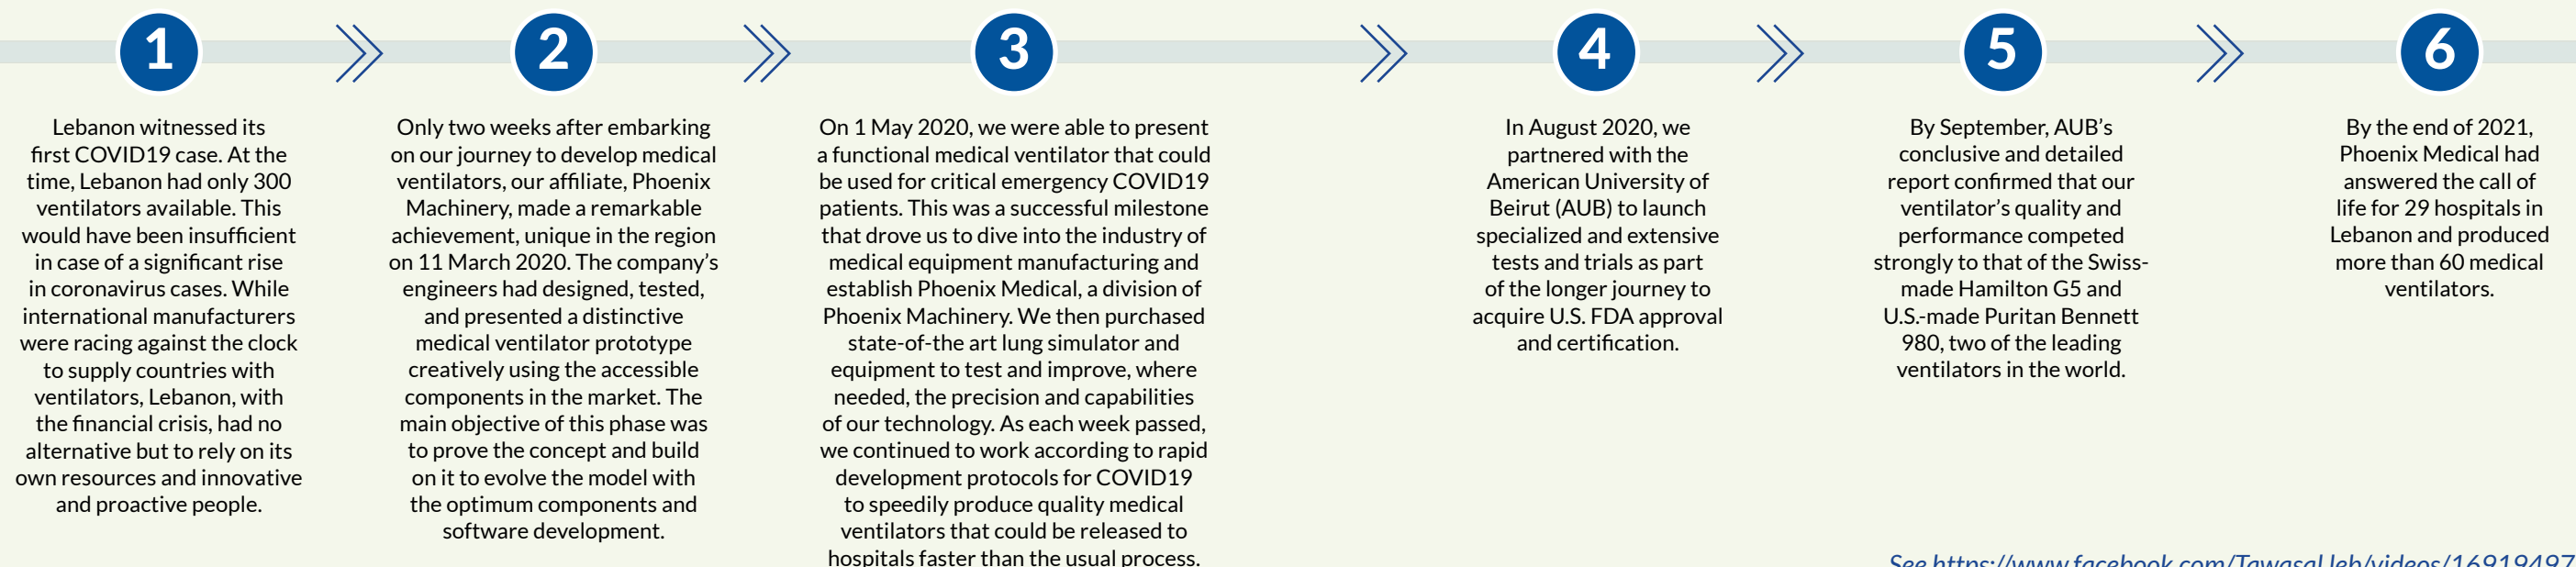 1
Lebanon witnessed its
first COVID19 case. At the
time, Lebanon had only 300
ventilators available. This
would have been insufficient
in case of a significant rise
in coronavirus cases. While
international manufacturers
were racing against the clock
to supply countries with
ventilators, Lebanon, with
the financial crisis, had no
alternative but to rely on its
own resources and innovative
and proactive people.
2
Only two weeks after embarking
on our journey to develop medical
ventilators, our affiliate, Phoenix
Machinery, made a remarkable
achievement, unique in the region
on 11 March 2020. The company's
engineers had designed, tested,
and presented a distinctive
medical ventilator prototype
creatively using the accessible
components in the market. The
main objective of this phase was
to prove the concept and build
on it to evolve the model with
the optimum components and
software development.
3
On 1 May 2020, we were able to present
a functional medical ventilator that could
be used for critical emergency COVID19
patients. This was a successful milestone
that drove us to dive into the industry of
medical equipment manufacturing and
establish Phoenix Medical, a division of
Phoenix Machinery. We then purchased
state-of-the art lung simulator and
equipment to test and improve, where
needed, the precision and capabilities
of our technology. As each week passed,
we continued to work according to rapid
development protocols for COVID19
to speedily produce quality medical
ventilators that could be released to
hospitals faster than the usual process.
4
In August 2020, we
partnered with the
American University of
Beirut (AUB) to launch
specialized and extensive
tests and trials as part
of the longer journey to
acquire U.S. FDA approval
and certification.
5
By September, AUB's
conclusive and detailed
report confirmed that our
ventilator's quality and
performance competed
strongly to that of the Swiss-
made Hamilton G5 and
U.S.-made Puritan Bennett
980, two of the leading
ventilators in the world.
6
By the end of 2021,
Phoenix Medical had
answered the call of
life for 29 hospitals in
Lebanon and produced
more than 60 medical
ventilators.
See https://www.facebook.com/Tawasal.leb/videos/16919497